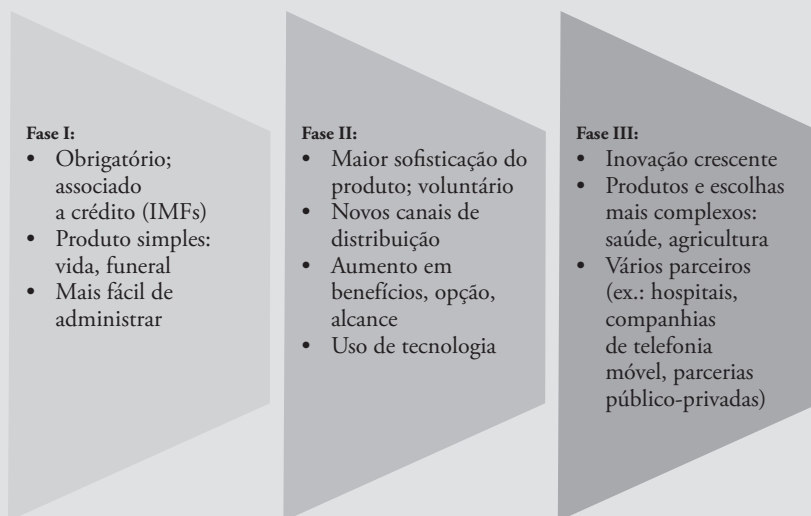 Fase I:
• Obrigatório;
associado
a crédito (IMFs)
• Produto simples:
vida, funeral
• Mais fácil de
administrar
Fase II:
• Maior sofisticação do
produto; voluntário
• Novos canais de
distribuição
• Aumento em
benefícios, opção,
alcance
• Uso de tecnologia
Fase III:
• Inovação crescente
• Produtos e escolhas
mais complexos:
saúde, agricultura
• Vários parceiros
(ex.: hospitais,
companhias
de telefonia
móvel, parcerias
público-privadas)